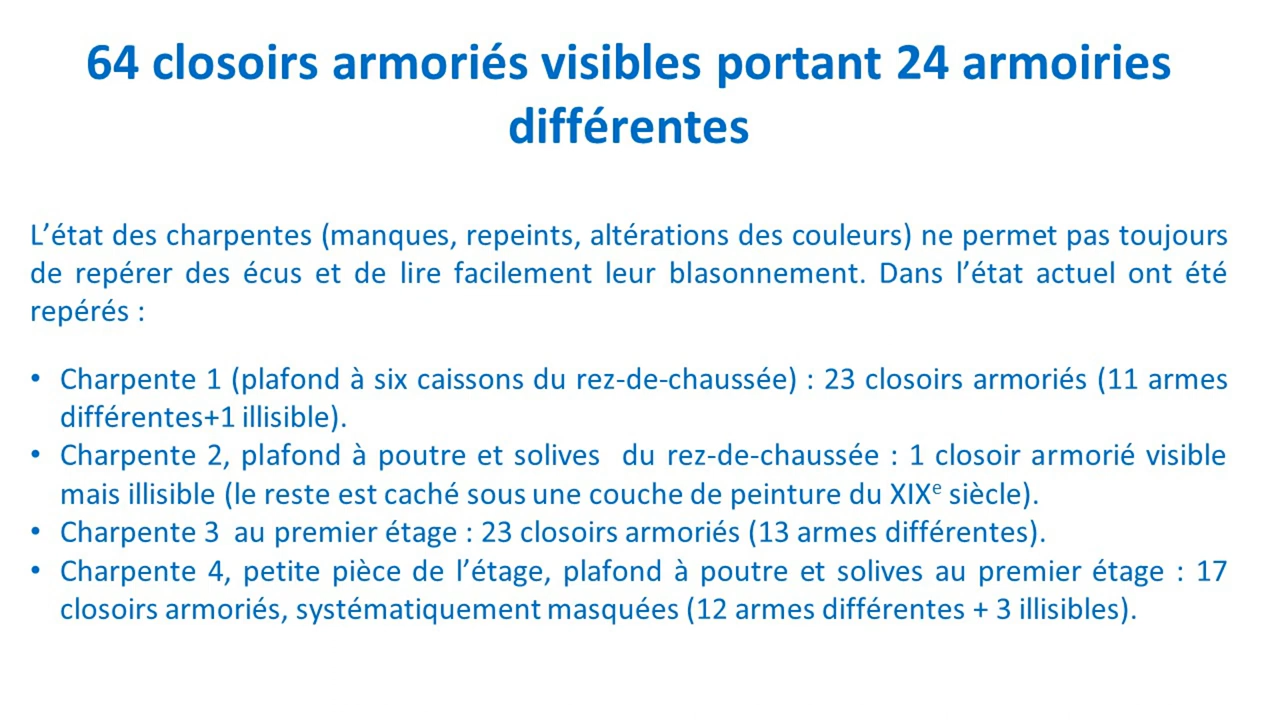 64 closoirs armoriés visibles portant 24 armoiries
différentes
L’état des charpentes (manques, repeints, altérations des couleurs) ne permet pas toujours
de repérer des écus et de lire facilement leur blasonnement. Dans l’état actuel ont été
repérés :
• Charpente 1 (plafond à six caissons du rez-de-chaussée) : 23 closoirs armoriés (11 armes
différentes+1 illisible).
• Charpente 2, plafond à poutre et solives  du rez-de-chaussée : 1 closoir armorié visible
mais illisible (le reste est caché sous une couche de peinture du XIXe siècle).
• Charpente 3  au premier étage : 23 closoirs armoriés (13 armes différentes).
• Charpente 4, petite pièce de l’étage, plafond à poutre et solives au premier étage : 17
closoirs armoriés, systématiquement masquées (12 armes différentes + 3 illisibles).